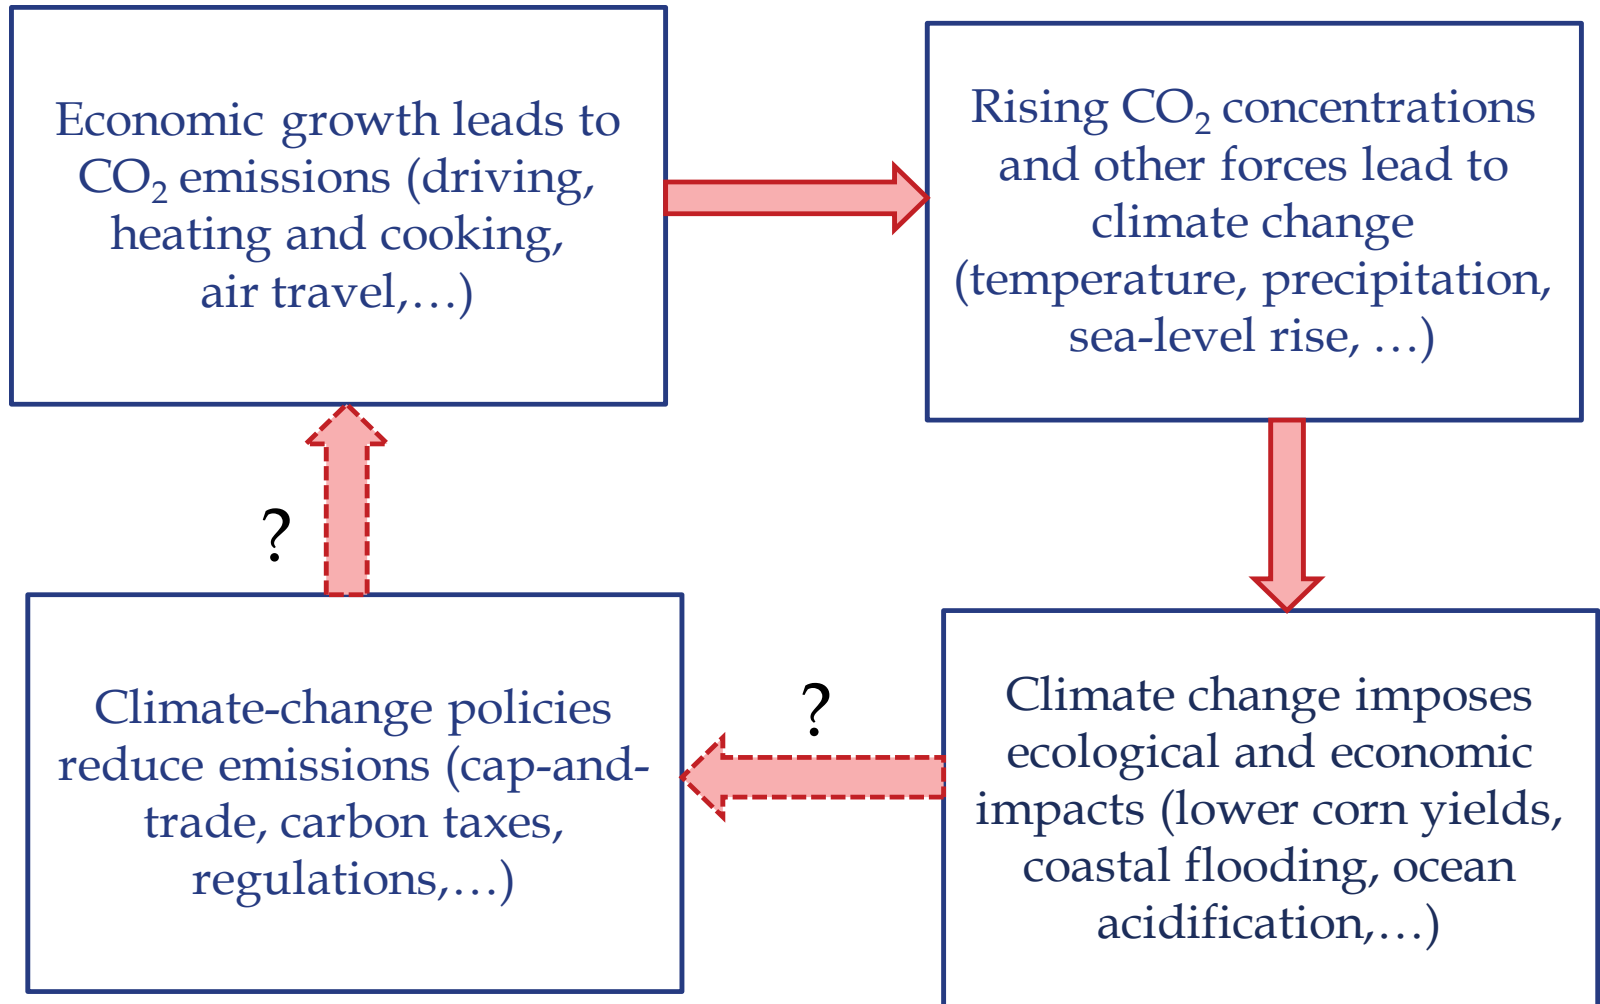 Economic growth leads to
CO₂ emissions (driving,
heating and cooking,
air travel,…)
Rising CO₂ concentrations
and other forces lead to
climate change
(temperature, precipitation,
sea-level rise, …)
?
?
Climate-change policies
reduce emissions (cap-and-
trade, carbon taxes,
regulations,…)
Climate change imposes
ecological and economic
impacts (lower corn yields,
coastal flooding, ocean
acidification,…)